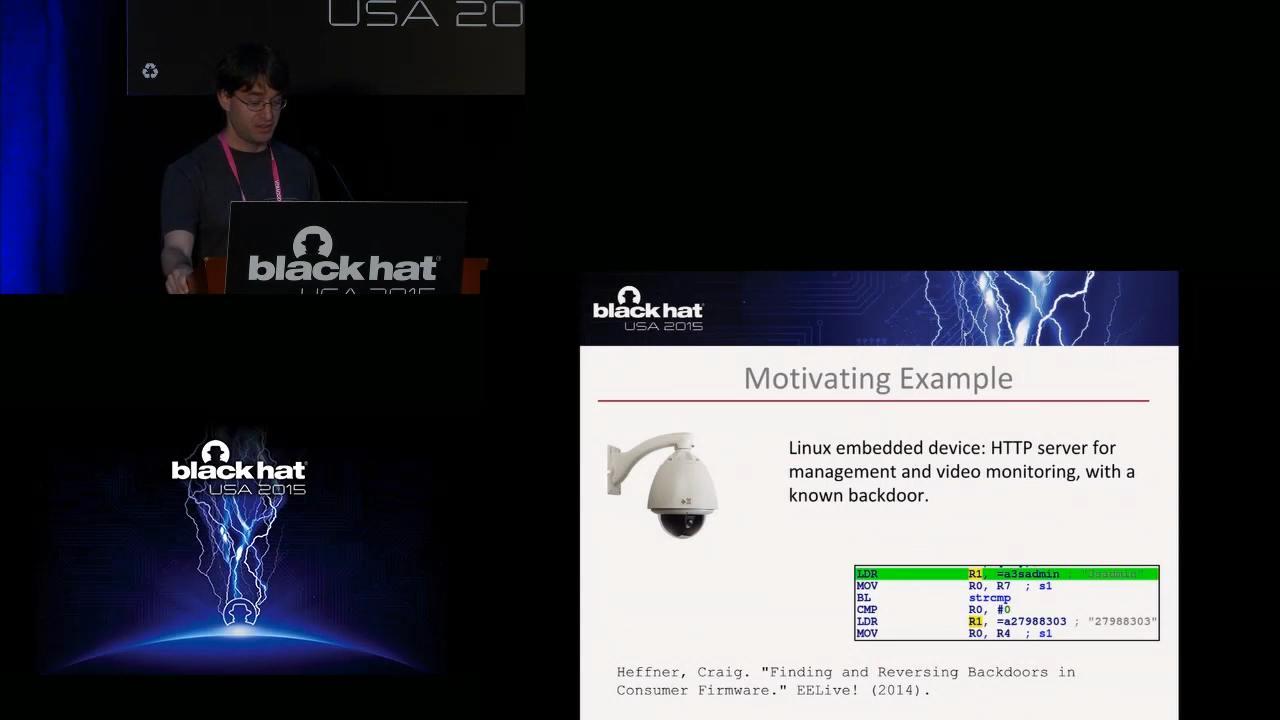 USA 20
black hat
USA 2015
black hat
USA 2015
black hat
USA 2015
Motivating Example
Linux embedded device: HTTP server for
management and video monitoring, with a
known backdoor.
LDR R1, =a3sadmin ; "3sadmin"
MOV R0, R7 ; s1
BL strcmp
CMP R0, #0
LDR R1, =a27988303 ; "27988303"
MOV R0, R4 ; s1
Heffner, Craig. "Finding and Reversing Backdoors in
Consumer Firmware." EELive! (2014).